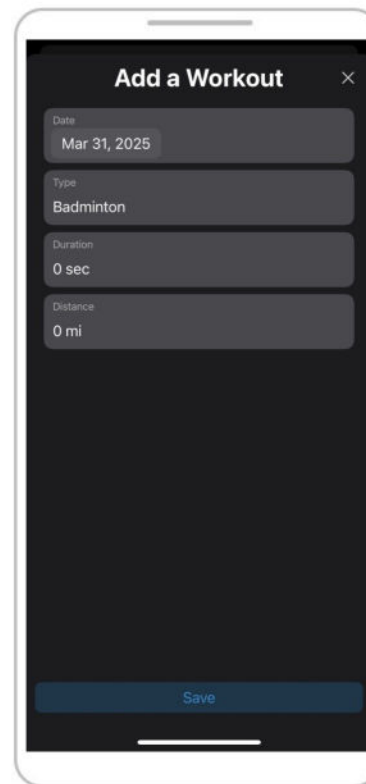 Add a Workout
Date
Mar 31, 2025
Type
Badminton
Duration
0 sec
Distance
0 mi
Save